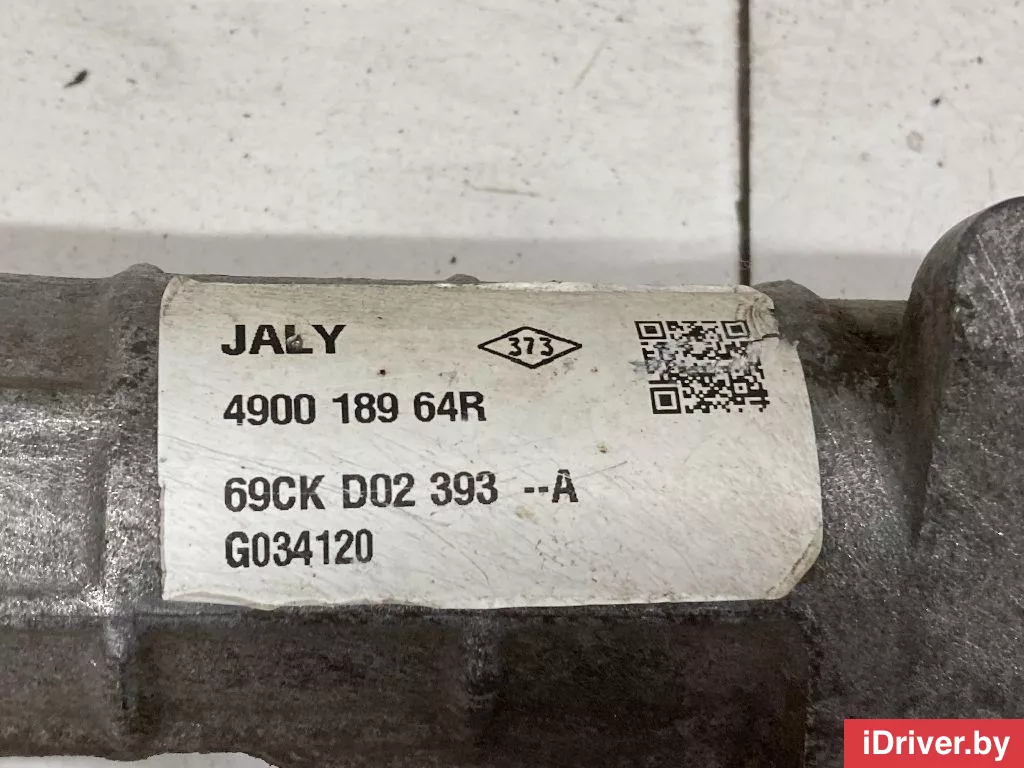 JALY
373
4900 189 64R
69CK D02 393 --A
G034120
iDriver.by